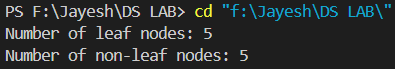 PS F:\Jayesh\DS LAB> cd "f:\Jayesh\DS LAB\"
Number of leaf nodes: 5
Number of non-leaf nodes: 5